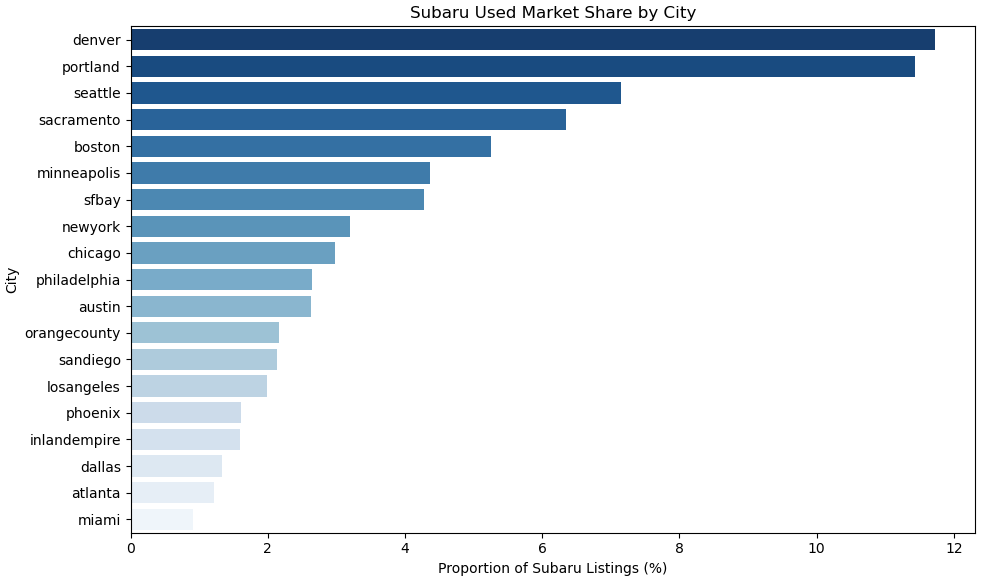 Subaru Used Market Share by City
denver
portland
seattle
sacramento
boston
minneapolis
sfbay
newyork
chicago
philadelphia
austin
orangecounty
sandiego
losangeles
phoenix
inlandempire
dallas
atlanta
miami
City
0 2 4 6 8 10 12
Proportion of Subaru Listings (%)